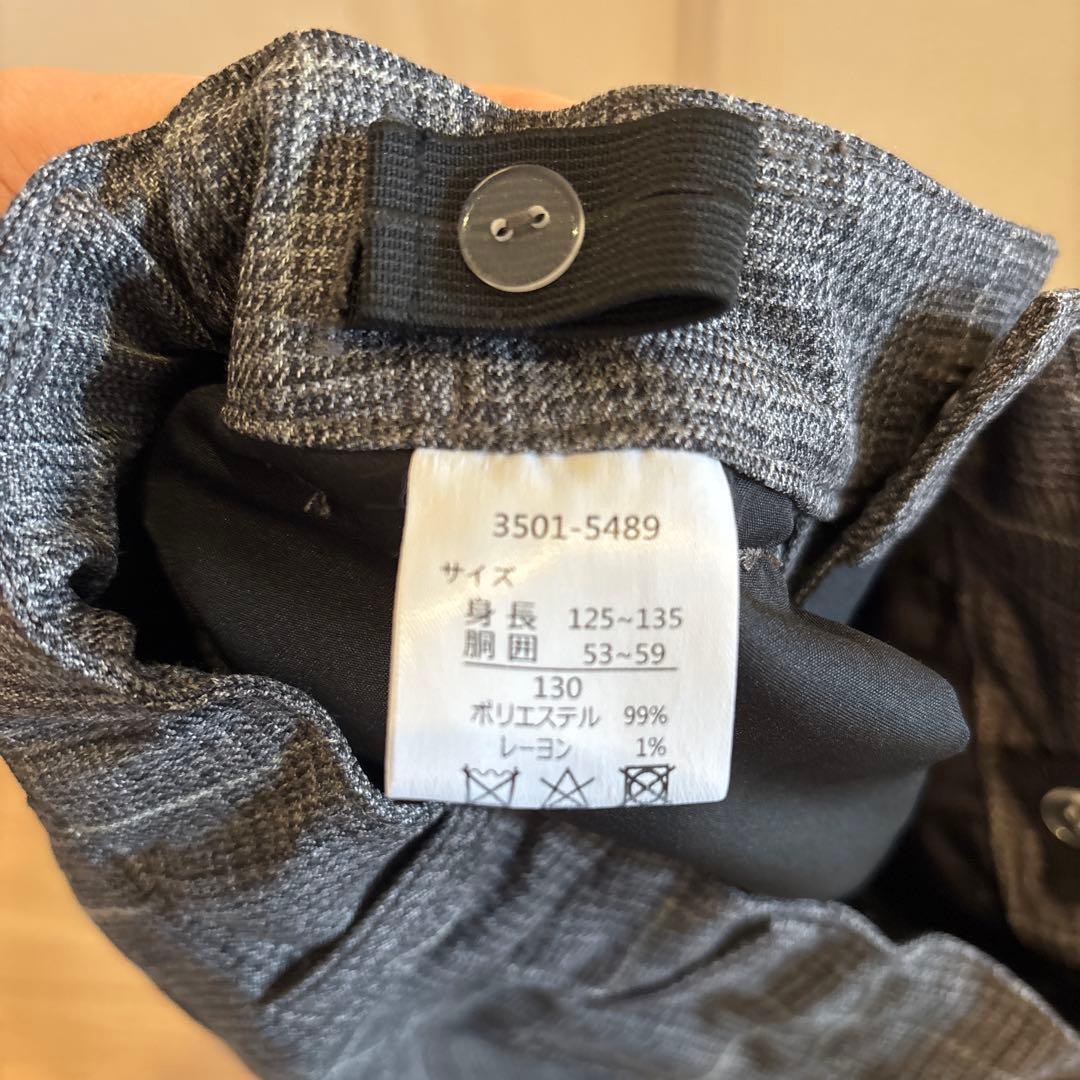 3501-5489
サイズ
身長 125~135
胴囲 53~59
130
ポリエステル 99%
レーヨン 1%